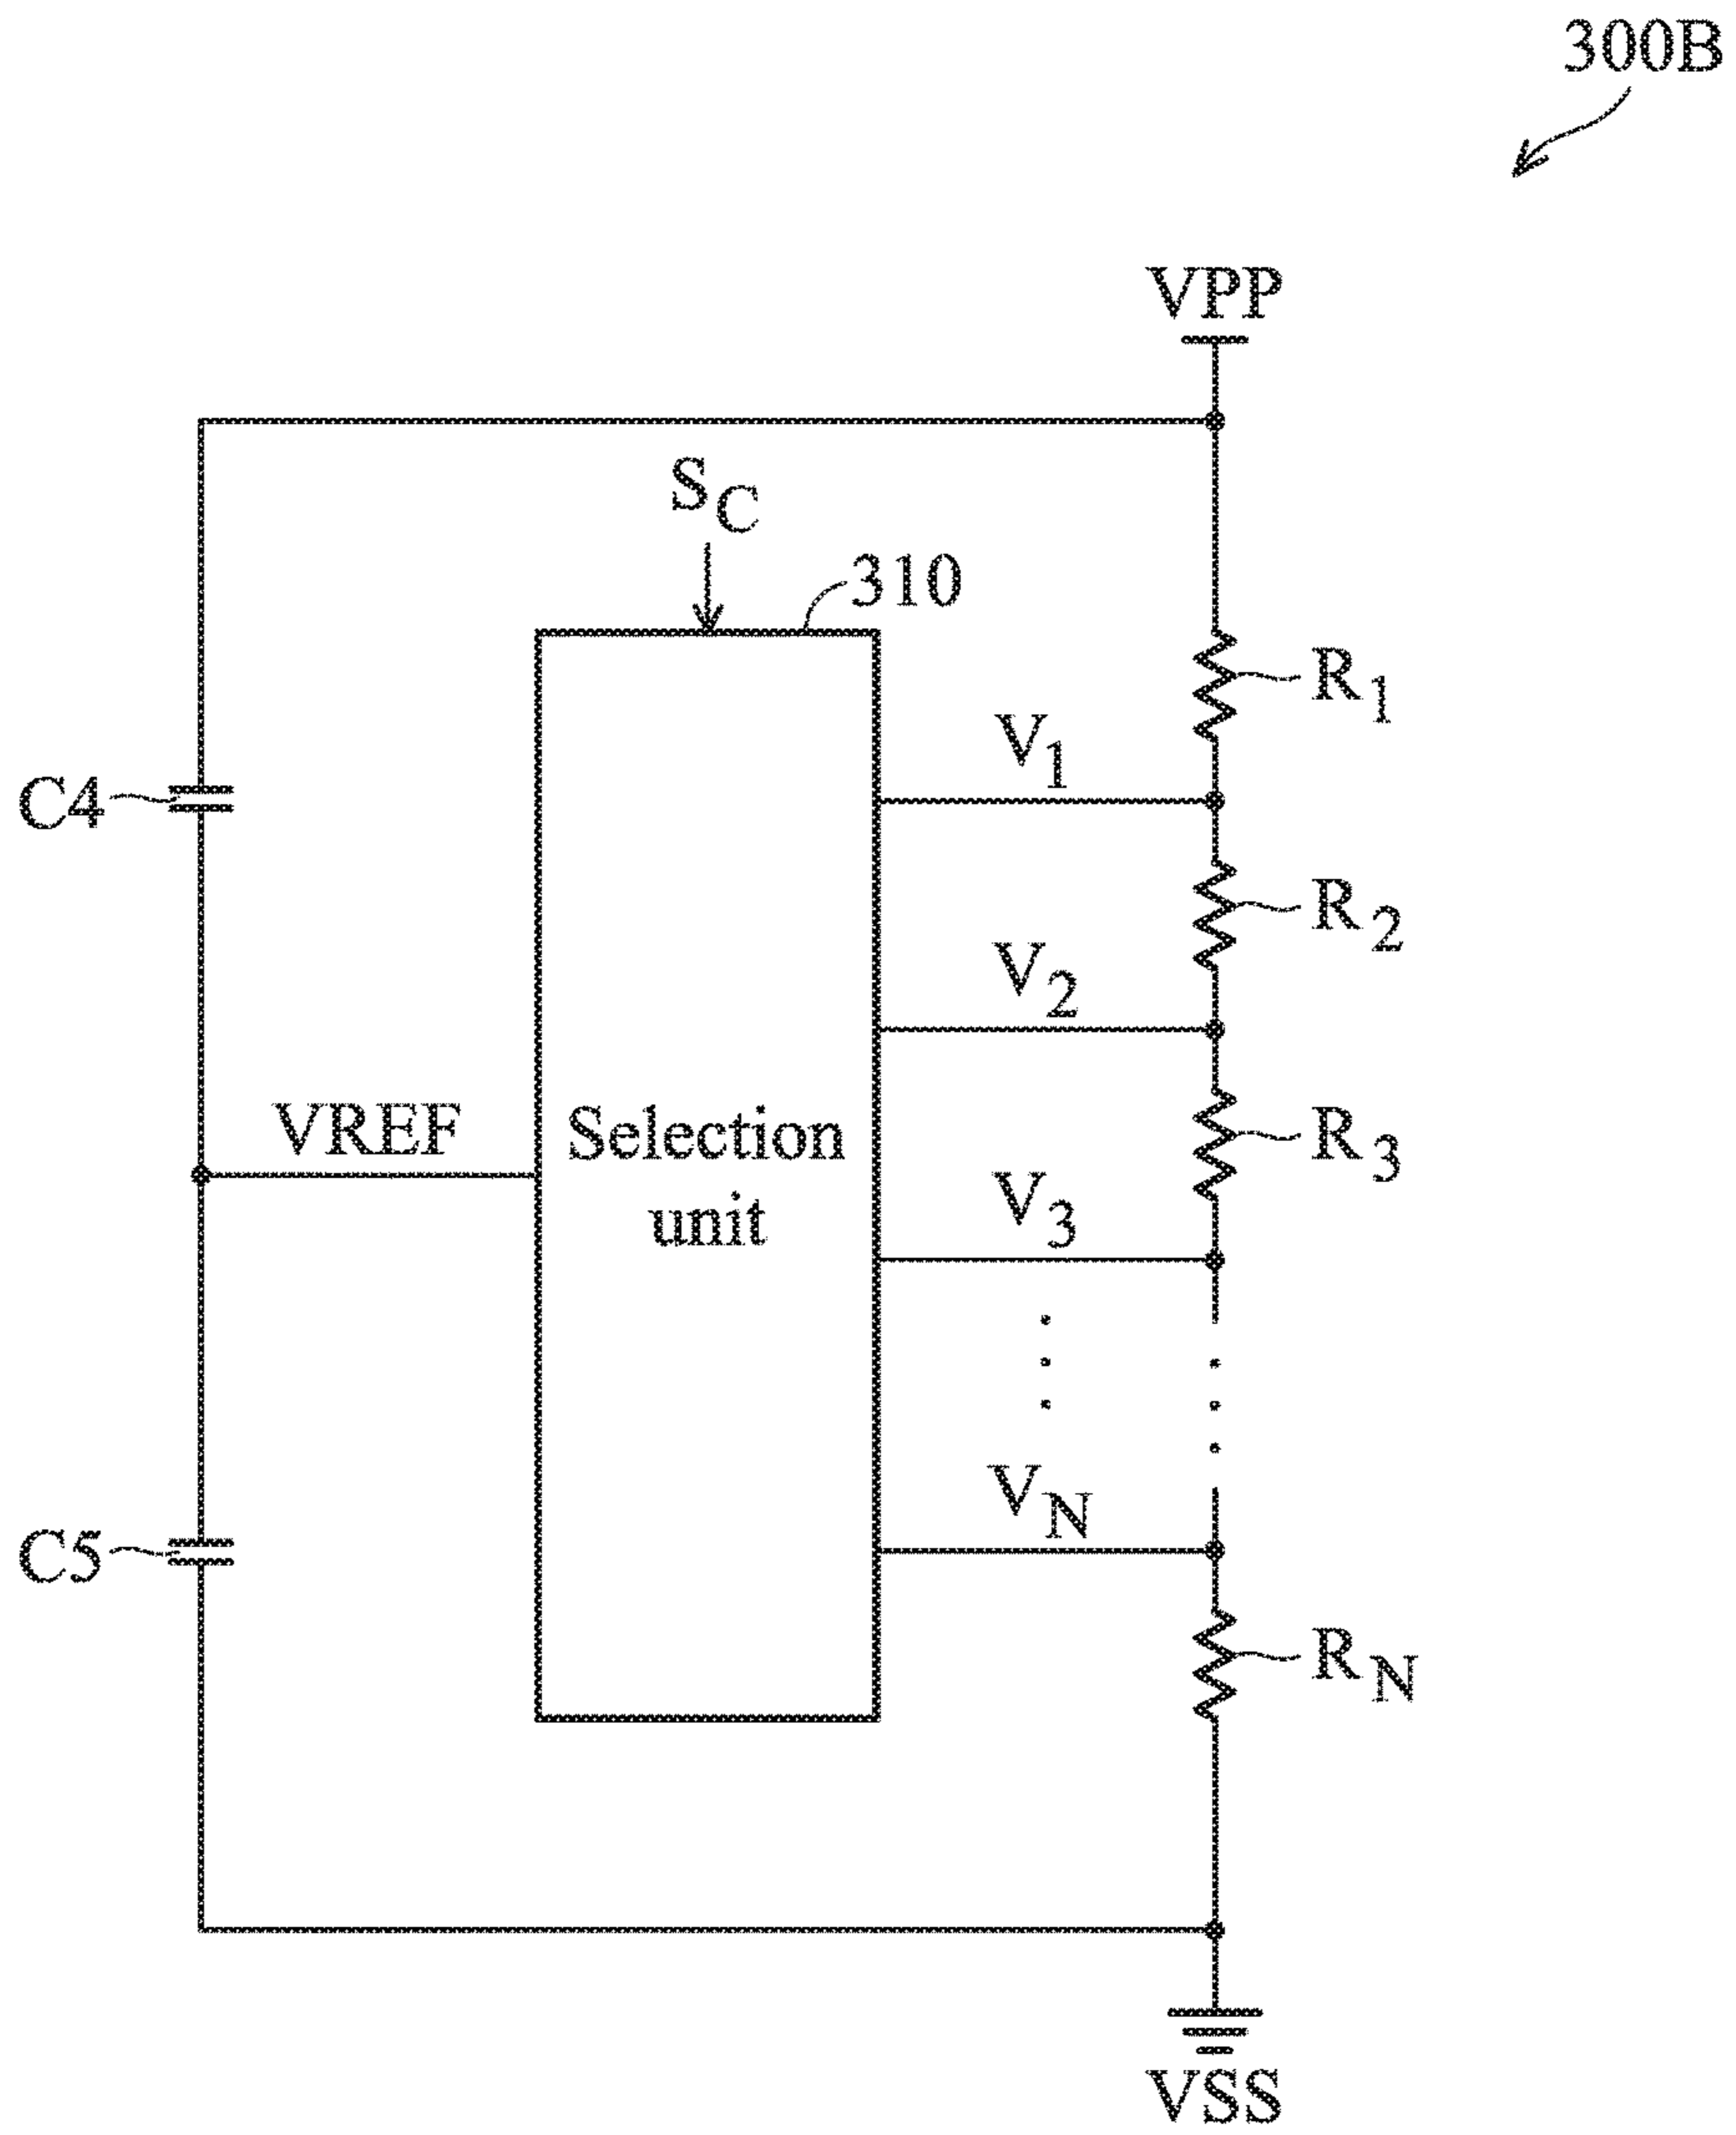 300B
VPP
SC
310
R1
V1
C4
R2
V2
VREF
Selection
unit
R3
V3
VN
C5
RN
VSS